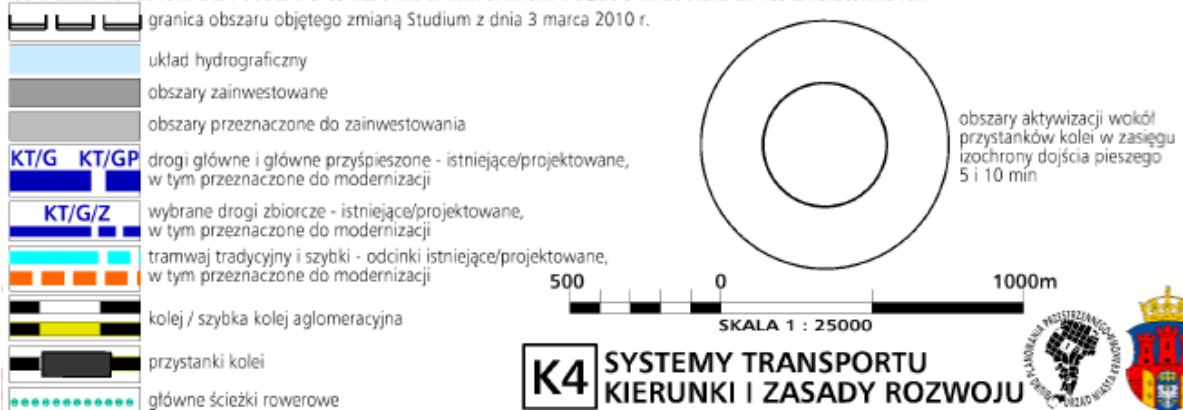 granica obszaru objętego zmianą Studium z dnia 3 marca 2010 r.
układ hydrograficzny
obszary zainwestowane
obszary przeznaczone do zainwestowania
KT/G KT/GP
drogi główne i główne przyśpieszone - istniejące/projektowane,
w tym przeznaczone do modernizacji
KT/G/Z
wybrane drogi zbiorcze - istniejące/projektowane,
w tym przeznaczone do modernizacji
tramwaj tradycyjny i szybki - odcinki istniejące/projektowane,
w tym przeznaczone do modernizacji
kolej / szybka kolej aglomeracyjna
przystanki kolei
główne ścieżki rowerowe
obszary aktywizacji wokół
przystanków kolei w zasięgu
izochrony dojścia pieszego
5 i 10 min
500 0 1000m
SKALA 1 : 25000
K4
SYSTEMY TRANSPORTU
KIERUNKI I ZASADY ROZWOJU
PLANOWANIA PRZESTRZENNEGO
URZĄD MIASTA